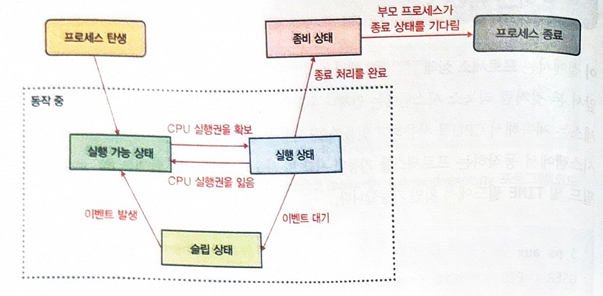 프로세스 탄생
좀비 상태
부모 프로세스가
종료 상태를 기다림
프로세스 종료
종료 처리를 완료
동작 중
CPU 실행권을 확보
실행 가능 상태
실행 상태
CPU 실행권을 잃음
이벤트 발생
이벤트 대기
슬립 상태